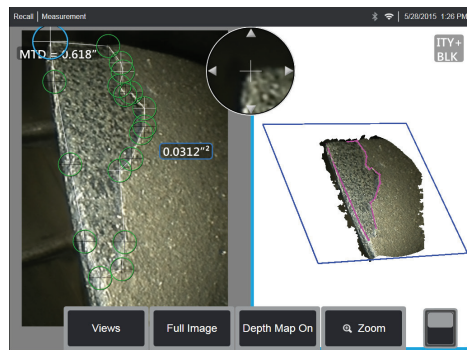 Recall | Measurement
5/28/2015 1:26 PM
ITY+
BLK
MTD = 0.618"
0.0312"²
Views
Full Image
Depth Map On
Zoom